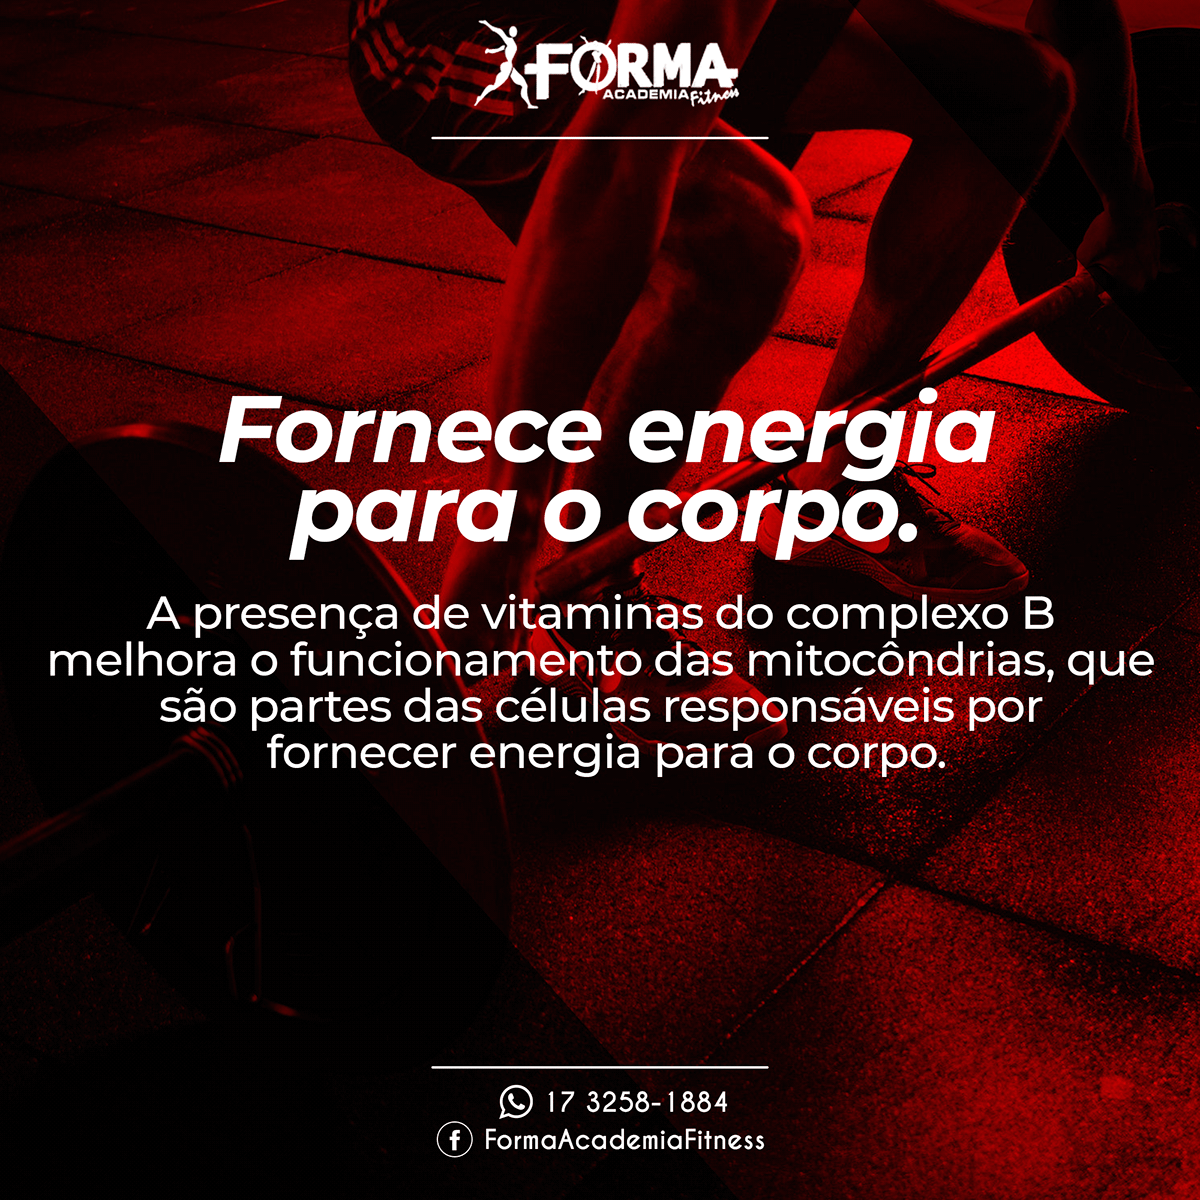 FORMA
ACADEMIA Fitness
Fornece energia
para o corpo.
A presença de vitaminas do complexo B
melhora o funcionamento das mitocôndrias, que
são partes das células responsáveis por
fornecer energia para o corpo.
17 3258-1884
FormaAcademiaFitness